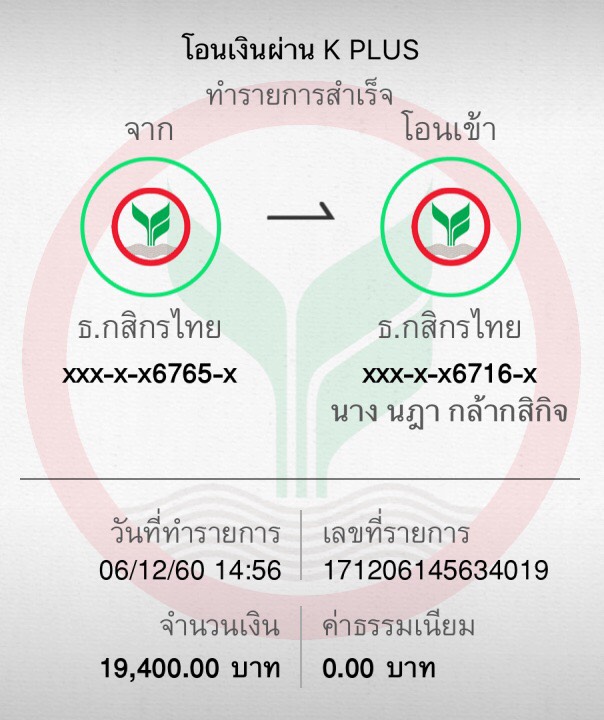 โอนเงินผ่าน K PLUS
ทำรายการสำเร็จ
จาก
โอนเข้า
ธ.กสิกรไทย
ธ.กสิกรไทย
xxx-x-x6765-x
xxx-x-x6716-x
นาง นฎา กล้ากสิกิจ
วันที่ทำรายการ
เลขที่รายการ
06/12/60 14:56
171206145634019
จำนวนเงิน
ค่าธรรมเนียม
19,400.00 บาท
0.00 บาท